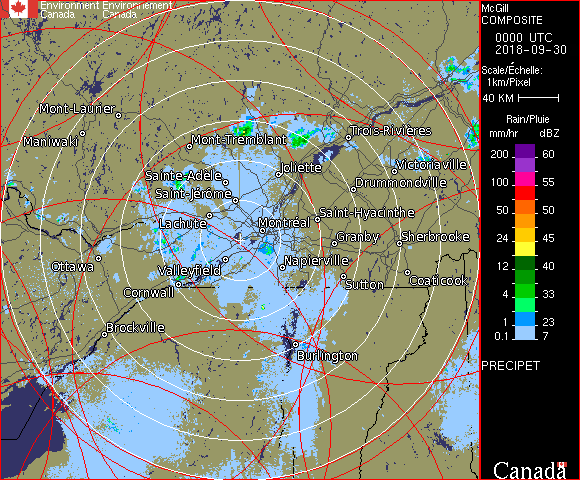 Environment Environnement
Canada Canada
McGill
COMPOSITE
0000 UTC
2018-09-30
Scale/Échelle:
1km/Pixel
40 KM
Rain/Pluie
mm/hr dBZ
200 60
100 55
50 50
24 45
12 40
4 33
1 23
0.1 7
PRECIPET
Canada
Mont-Laurier
Maniwaki
Mont-Tremblant
Trois-Rivières
Sainte-Adele
Joliette
Victoriaville
Saint-Jérôme
Drummondville
Lachute
Montréal
Saint-Hyacinthe
Granby
Sherbrooke
Ottawa
Valleyfield
Napierville
Cornwall
Sutton
Coaticook
Brockville
Burlington